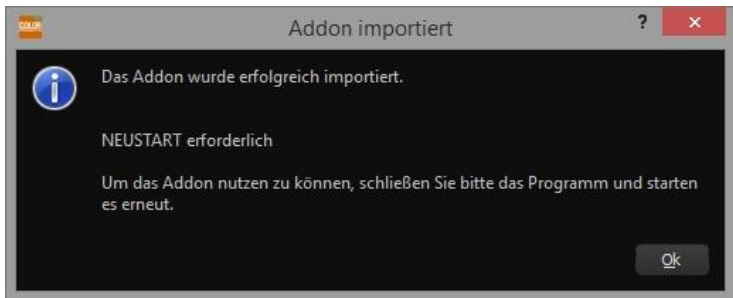 COLOR
Addon importiert
?
Das Addon wurde erfolgreich importiert.
NEUSTART erforderlich
Um das Addon nutzen zu können, schließen Sie bitte das Programm und starten
es erneut.
Ok